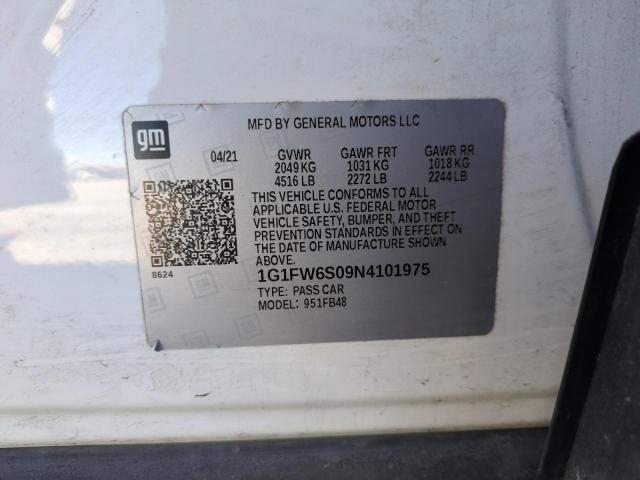 gm
MFD BY GENERAL MOTORS LLC
04/21 GVWR GAWR FRT GAWR RR
2049 KG 1031 KG 1018 KG
4516 LB 2272 LB 2244 LB
THIS VEHICLE CONFORMS TO ALL
APPLICABLE U.S. FEDERAL MOTOR
VEHICLE SAFETY, BUMPER, AND THEFT
PREVENTION STANDARDS IN EFFECT ON
THE DATE OF MANUFACTURE SHOWN
ABOVE.
8624
1G1FW6S09N4101975
TYPE: PASS CAR
MODEL: 951FB48